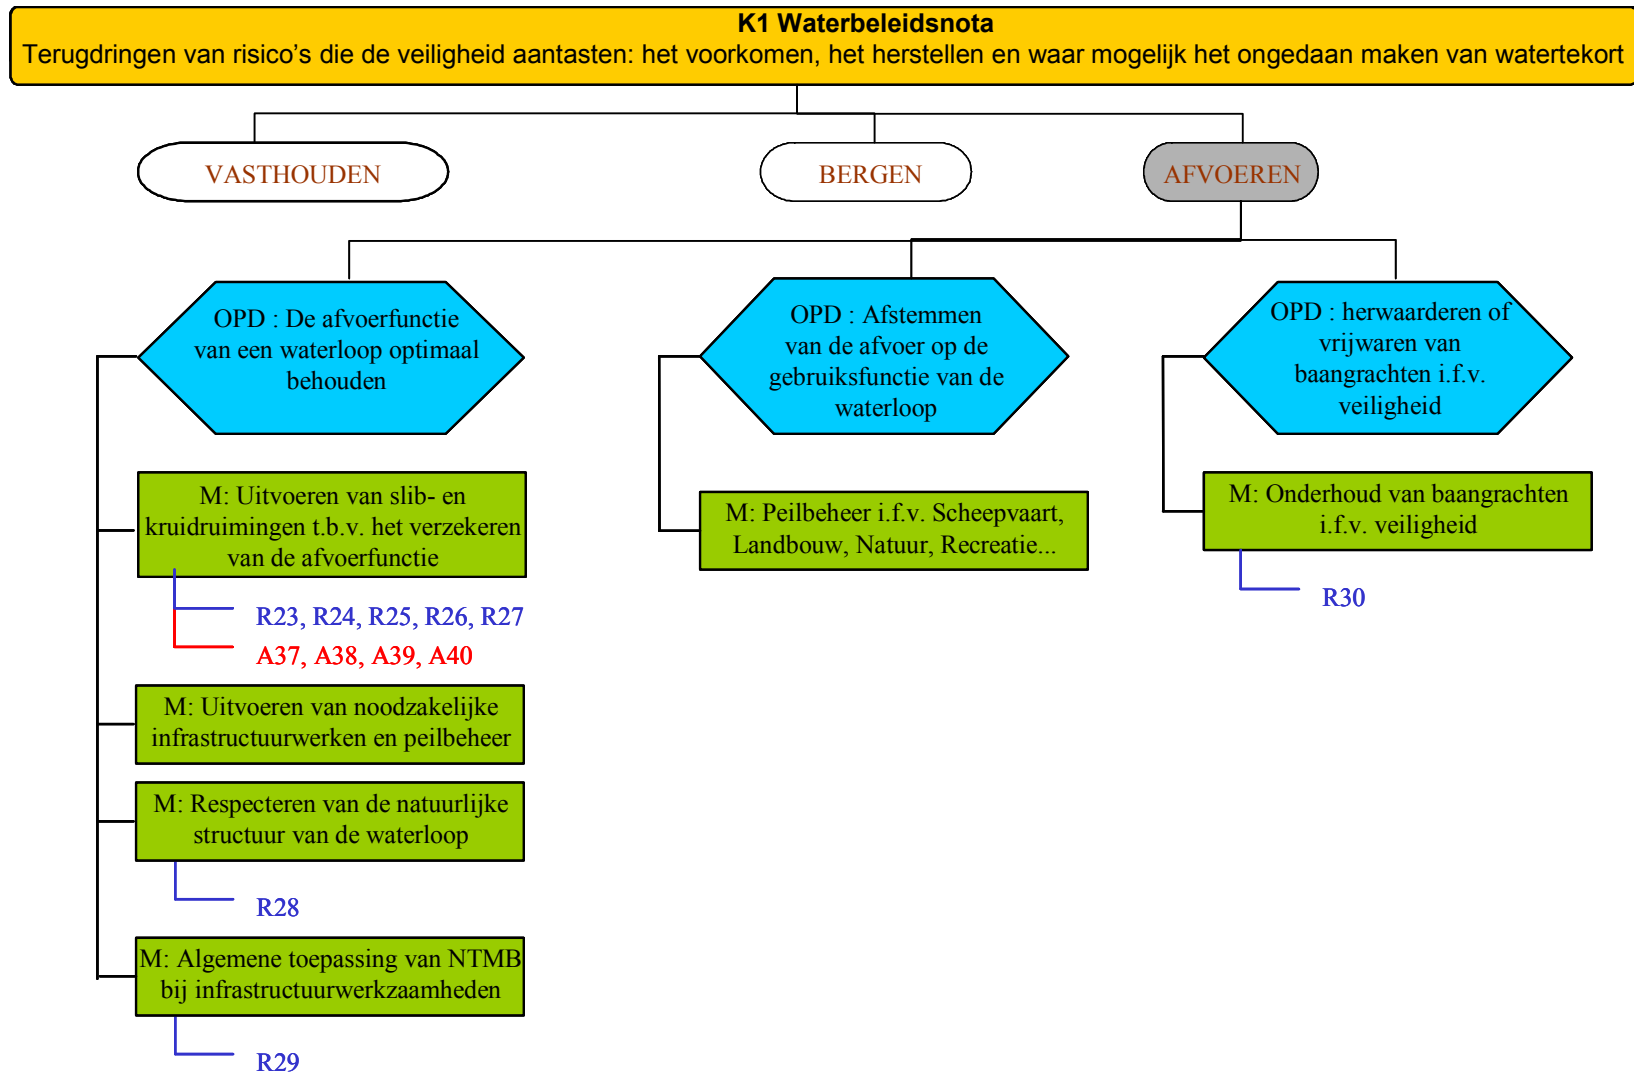 K1 Waterbeleidsnota
Terugdringen van risico’s die de veiligheid aantasten: het voorkomen, het herstellen en waar mogelijk het ongedaan maken van watertekort
VASTHOUDEN
BERGEN
AFVOEREN
OPD : De afvoerfunctie
van een waterloop optimaal
behouden
OPD : Afstemmen
van de afvoer op de
gebruiksfunctie van de
waterloop
OPD : herwaarderen of
vrijwaren van
baangrachten i.f.v.
veiligheid
M: Uitvoeren van slib- en
kruidruimingen t.b.v. het verzekeren
van de afvoerfunctie
R23, R24, R25, R26, R27
A37, A38, A39, A40
M: Uitvoeren van noodzakelijke
infrastructuurwerken en peilbeheer
M: Respecteren van de natuurlijke
structuur van de waterloop
R28
M: Algemene toepassing van NTMB
bij infrastructuurwerkzaamheden
R29
M: Peilbeheer i.f.v. Scheepvaart,
Landbouw, Natuur, Recreatie...
M: Onderhoud van baangrachten
i.f.v. veiligheid
R30